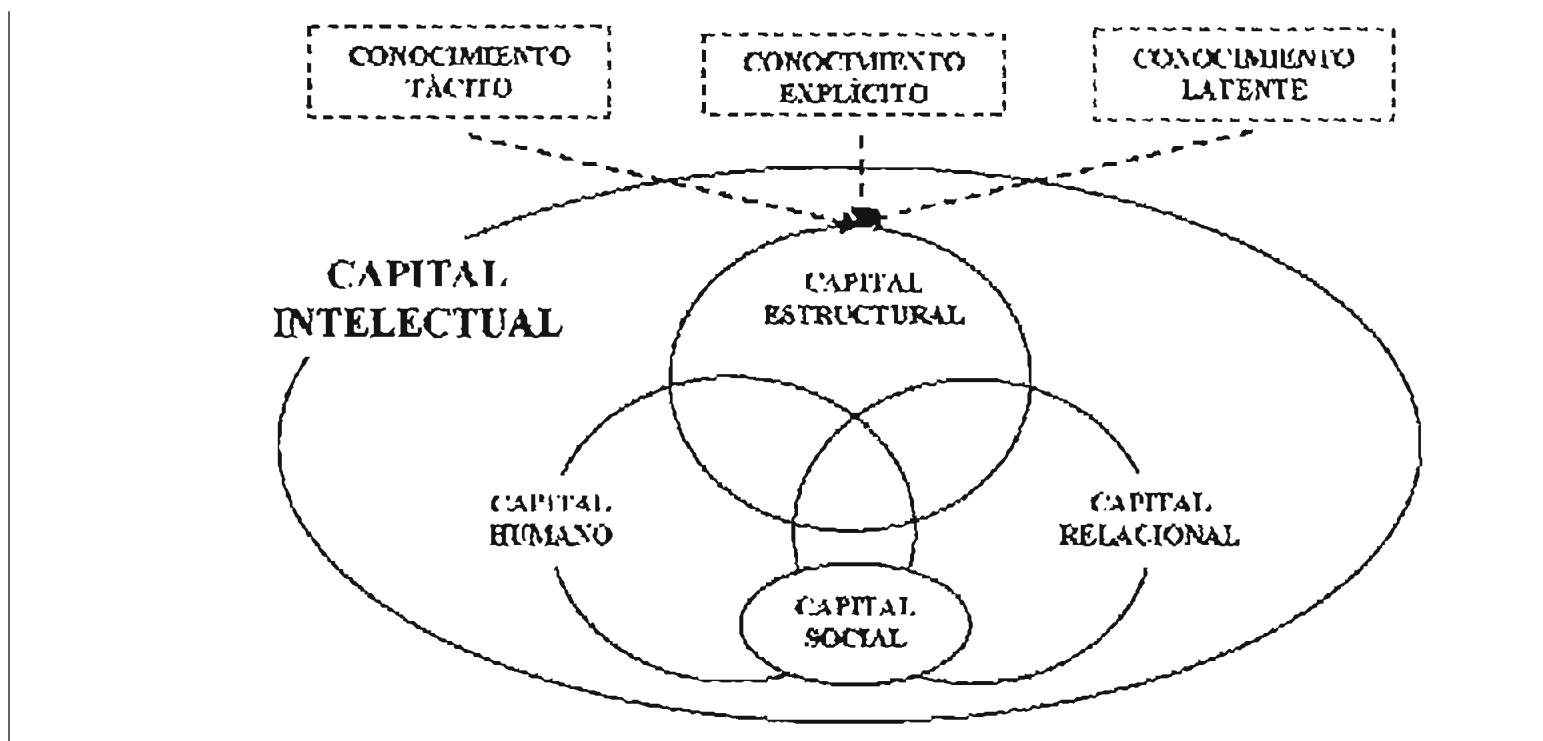 CONOCIMIENTO
TÁCITO
CONOCIMIENTO
EXPLÍCITO
CONOCIMIENTO
LATENTE
CAPITAL
INTELECTUAL
CAPITAL
ESTRUCTURAL
CAPITAL
HUMANO
CAPITAL
RELACIONAL
CAPITAL
SOCIAL